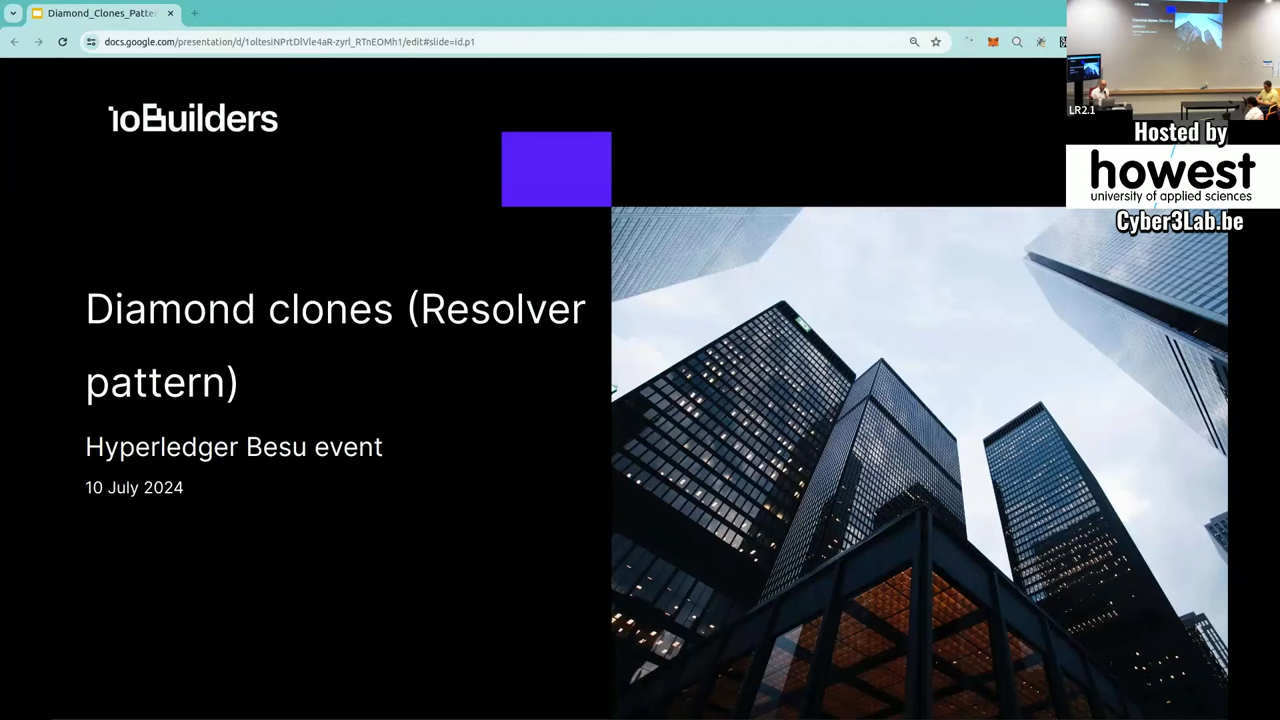 Diamond_Clones_Patte
docs.google.com/presentation/d/1oltesiNPrtDlVle4aR-zyrl_RTnEOMh1/edit#slide=id.p1
ioBuilders
Diamond clones (Resolver
pattern)
Hyperledger Besu event
10 July 2024
LR2.1
Hosted by
howest
university of applied sciences
Cyber3Lab.be